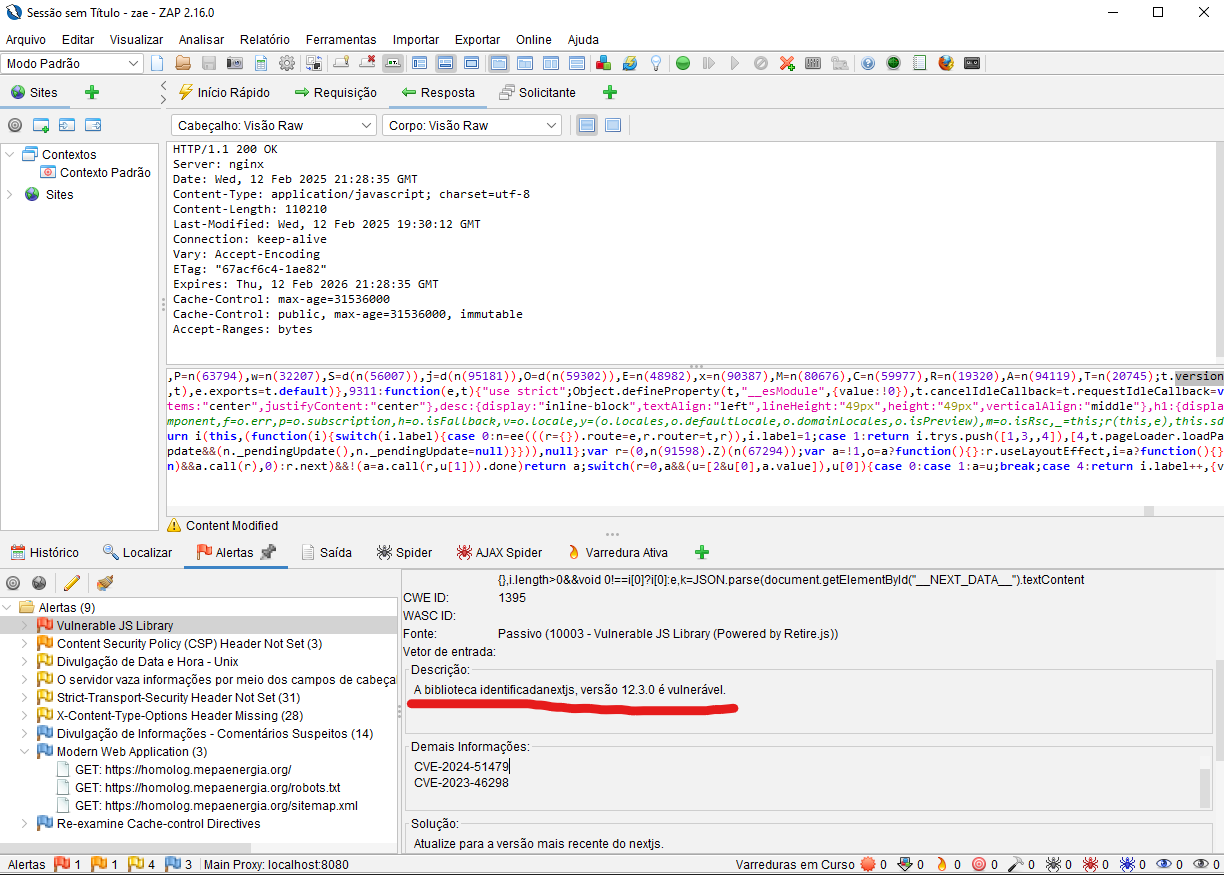 Sessão sem Título - zae - ZAP 2.16.0
Arquivo Editar Visualizar Analisar Relatório Ferramentas Importar Exportar Online Ajuda
Modo Padrão
Sites Início Rápido Requisição Resposta Solicitante
Cabeçalho: Visão Raw Corpo: Visão Raw
Contextos
Contexto Padrão
Sites
HTTP/1.1 200 OK
Server: nginx
Date: Wed, 12 Feb 2025 21:28:35 GMT
Content-Type: application/javascript; charset=utf-8
Content-Length: 110210
Last-Modified: Wed, 12 Feb 2025 19:30:12 GMT
Connection: keep-alive
Vary: Accept-Encoding
ETag: "67acf6c4-1ae82"
Expires: Thu, 12 Feb 2026 21:28:35 GMT
Cache-Control: max-age=31536000
Cache-Control: public, max-age=31536000, immutable
Accept-Ranges: bytes
,P=n(63794),w=n(32207),S=d(n(56007)),j=d(n(95181)),O=d(n(59302)),E=n(48982),x=n(90387),M=n(80676),C=n(59977),R=n(19320),A=n(94119),T=n(20745);t.version
,t),e.exports=t.default)},9311:function(e,t){"use strict";Object.defineProperty(t,"__esModule",{value:!0}),t.cancelIdleCallback=t.requestIdleCallback=v
tems:"center",justifyContent:"center"},desc:{display:"inline-block",textAlign:"left",lineHeight:"49px",height:"49px",verticalAlign:"middle"},h1:{displa
mponent,f=o.err,p=o.subscription,h=o.isFallback,v=o.locale,y=(o.locales,o.defaultLocale,o.domainLocales,o.isPreview),m=o.isRsc,_=this;r(this,e),this.sd
urn i(this,(function(i){switch(i.label){case 0:n=ee(((r={}).route=e,r.router=t,r)),i.label=1;case 1:return i.trys.push([1,3,,4]),[4,t.pageLoader.loadPa
pdate&&(n._pendingUpdate(),n._pendingUpdate=null)}})),null};var r=(0,n(91598).Z)(n(67294));var a=!1,o=a?function(){}:r.useLayoutEffect,i=a?function(){}
n)&&a.call(r),0):r.next)&&!(a=a.call(r,u[1])).done)return a;switch(r=0,a&&(u=[2&u[0],a.value]),u[0]){case 0:case 1:a=u;break;case 4:return i.label++,{v
Content Modified
Histórico Localizar Alertas Saída Spider AJAX Spider Varredura Ativa
Alertas (9)
Vulnerable JS Library
Content Security Policy (CSP) Header Not Set (3)
Divulgação de Data e Hora - Unix
O servidor vaza informações por meio dos campos de cabeça
Strict-Transport-Security Header Not Set (31)
X-Content-Type-Options Header Missing (28)
Divulgação de Informações - Comentários Suspeitos (14)
Modern Web Application (3)
GET: https://homolog.mepaenergia.org/
GET: https://homolog.mepaenergia.org/robots.txt
GET: https://homolog.mepaenergia.org/sitemap.xml
Re-examine Cache-control Directives
{},i.length>0&&void 0!==i[0]?i[0]:e,k=JSON.parse(document.getElementById("__NEXT_DATA__").textContent
CWE ID: 1395
WASC ID:
Fonte: Passivo (10003 - Vulnerable JS Library (Powered by Retire.js))
Vetor de entrada:
Descrição:
A biblioteca identificadanextjs, versão 12.3.0 é vulnerável.
Demais Informações:
CVE-2024-51479
CVE-2023-46298
Solução:
Atualize para a versão mais recente do nextjs.
Alertas 1 1 4 3 Main Proxy: localhost:8080 Varreduras em Curso 0 0 0 0 0 0 0 0 0 0